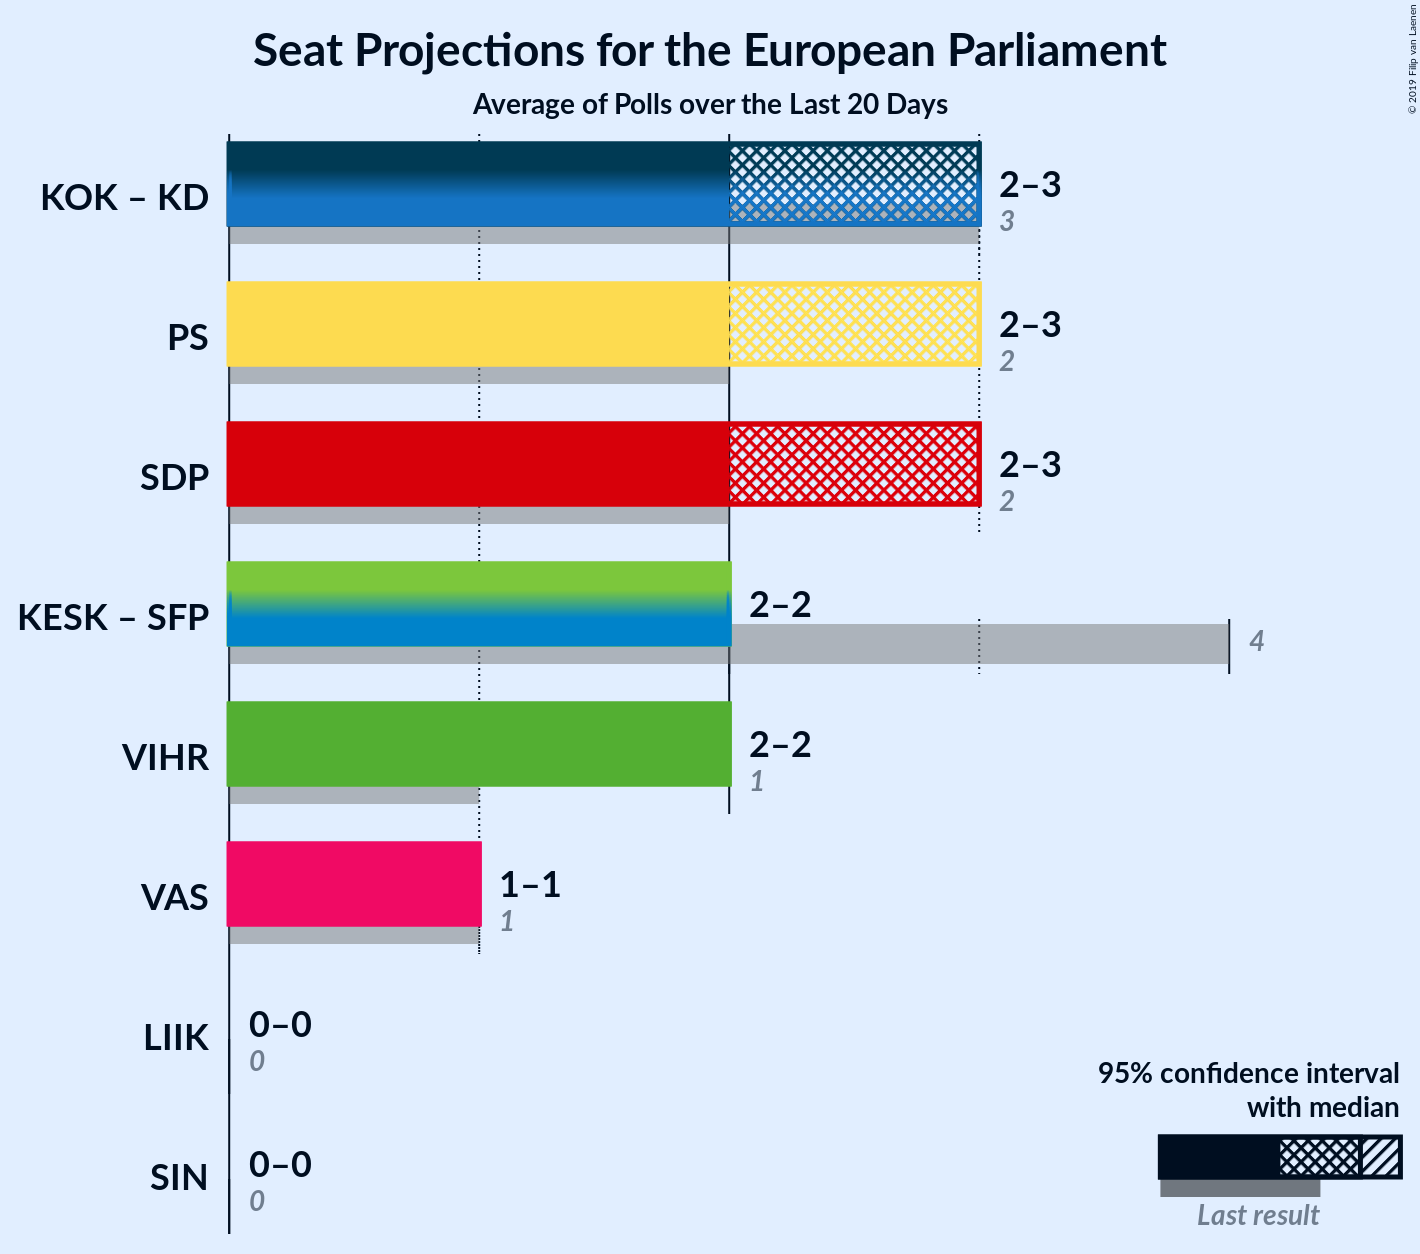 Seat Projections for the European Parliament
Average of Polls over the Last 20 Days
© 2019 Filip van Laenen
KOK – KD
2–3
3
PS
2–3
2
SDP
2–3
2
KESK – SFP
2–2
4
VIHR
2–2
1
VAS
1–1
1
LIIK
0–0
0
SIN
0–0
0
95% confidence interval
with median
Last result